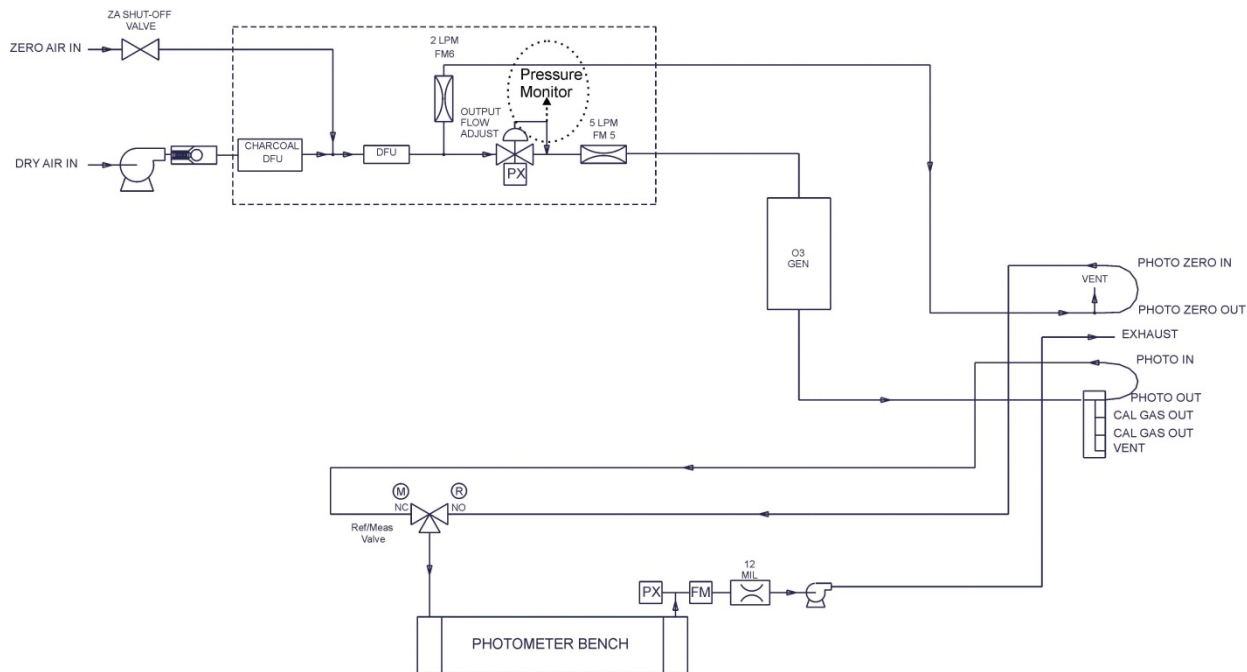 ZA SHUT-OFF
VALVE
ZERO AIR IN
2 LPM
FM6
Pressure
Monitor
OUTPUT
FLOW
ADJUST
5 LPM
FM 5
CHARCOAL
DFU
DFU
DRY AIR IN
PX
O3
GEN
PHOTO ZERO IN
VENT
PHOTO ZERO OUT
EXHAUST
PHOTO IN
PHOTO OUT
CAL GAS OUT
CAL GAS OUT
VENT
M
R
NC
NO
Ref/Meas
Valve
12
MIL
PX
FM
PHOTOMETER BENCH